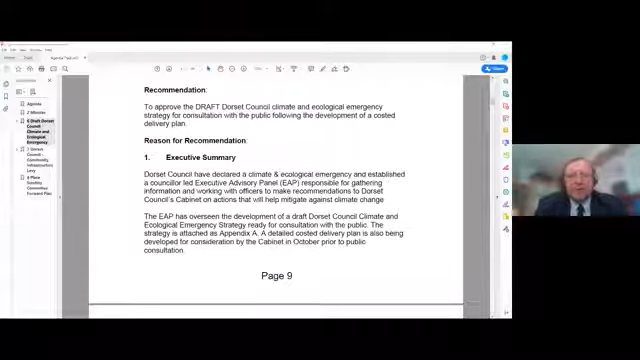 Share
Agenda
2 Minutes
Draft Dorset
Council
Climate and
Ecological
Emergency
Council -
Community
Infrastructure
Levy
Committee
Forward Plan
Recommendation:
To approve the DRAFT Dorset Council climate and ecological emergency
strategy for consultation with the public following the development of a costed
delivery plan.
Reason for Recommendation:
1. Executive Summary
Dorset Council have declared a climate & ecological emergency and established
a councillor led Executive Advisory Panel (EAP) responsible for gathering
information and working with officers to make recommendations to Dorset
Council's Cabinet on actions that will help mitigate against climate change
The EAP has overseen the development of a draft Dorset Council Climate and
Ecological Emergency Strategy ready for consultation with the public. The
strategy is attached as Appendix A. A detailed costed delivery plan is also being
developed for consideration by the Cabinet in October prior to public
consultation.
Page 9